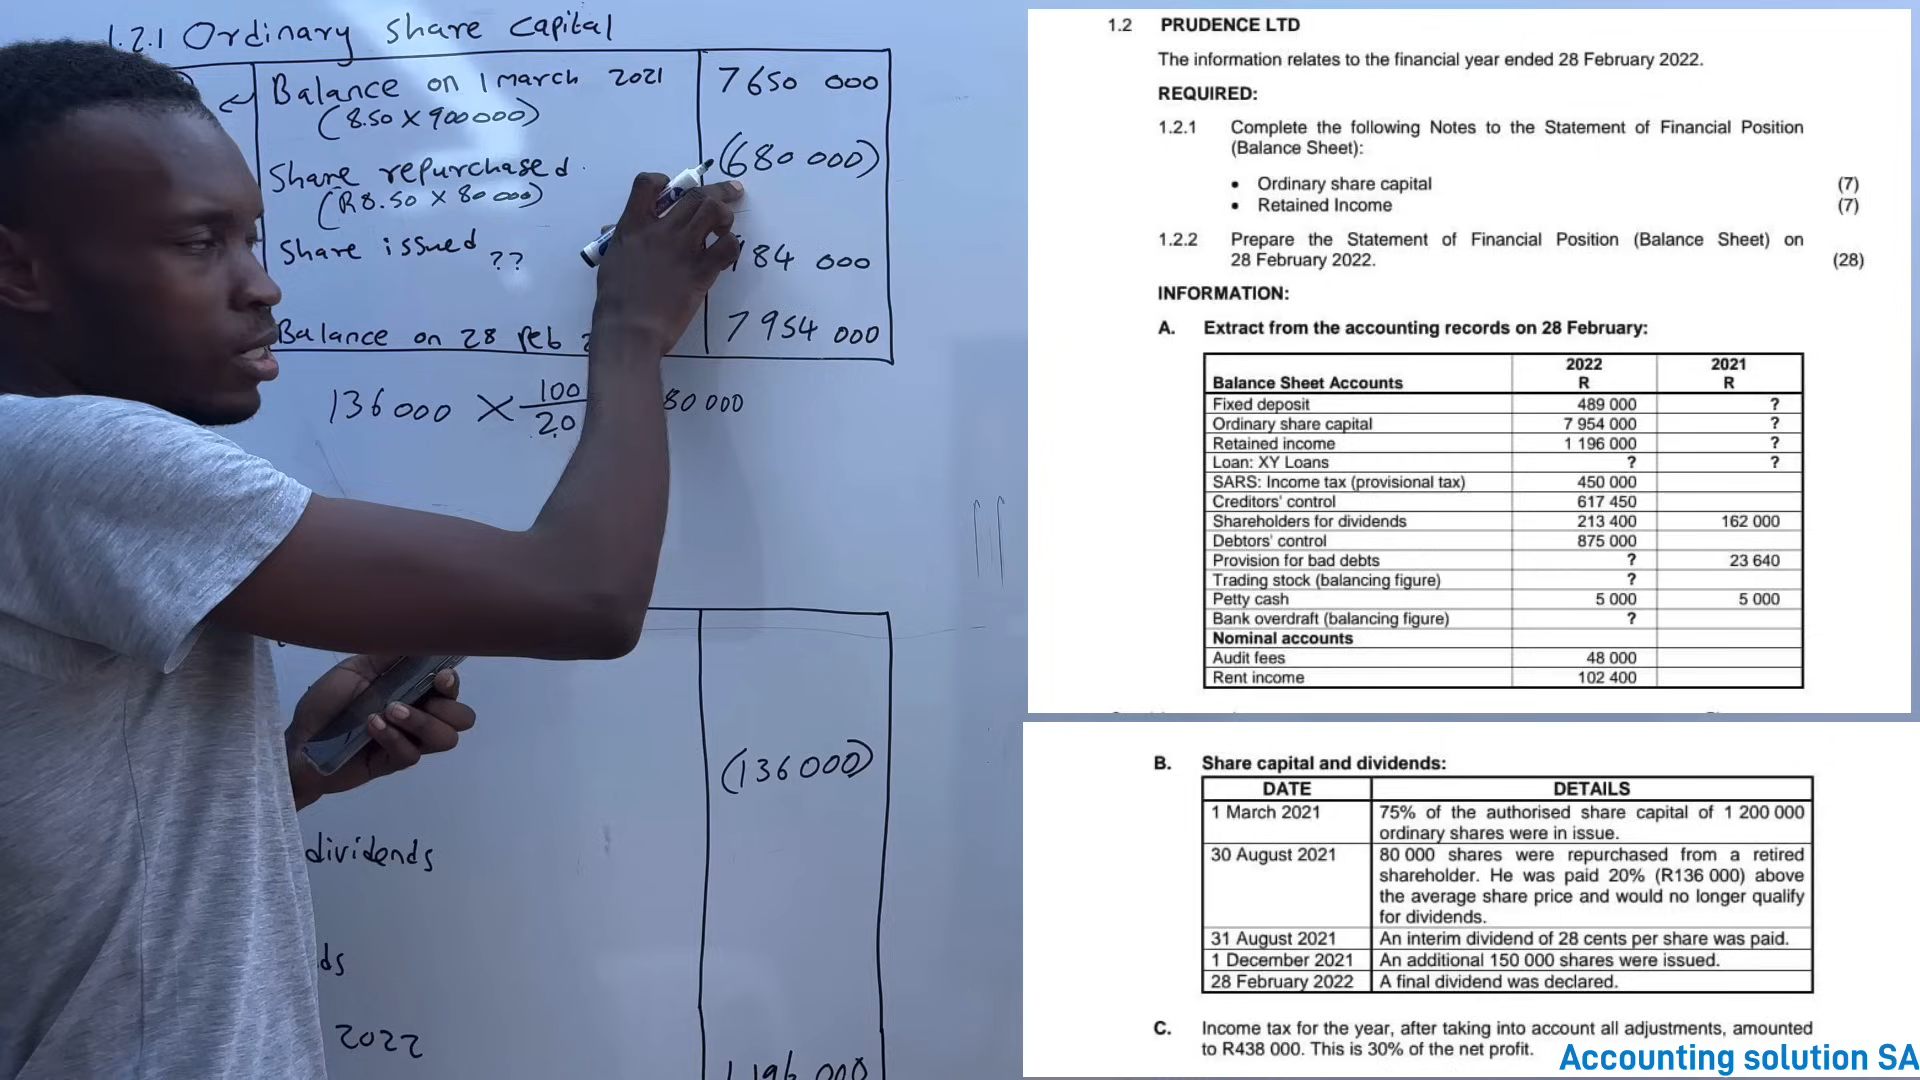 1.2.1 Ordinary share capital
Balance on 1 march 2021 7650 000
(8.50 X 900000)
Share repurchased (680 000)
(R8.50 X 80 000)
Share issued ?? 84 000
Balance on 28 feb 7954 000
136 000 X 100 80 000
20
(136 000)
dividends
ds
2022
1 196 000
1.2 PRUDENCE LTD
The information relates to the financial year ended 28 February 2022.
REQUIRED:
1.2.1 Complete the following Notes to the Statement of Financial Position
(Balance Sheet):
• Ordinary share capital (7)
• Retained Income (7)
1.2.2 Prepare the Statement of Financial Position (Balance Sheet) on
28 February 2022. (28)
INFORMATION:
A. Extract from the accounting records on 28 February:
2022 2021
Balance Sheet Accounts R R
Fixed deposit 489 000 ?
Ordinary share capital 7 954 000 ?
Retained income 1 196 000 ?
Loan: XY Loans ? ?
SARS: Income tax (provisional tax) 450 000
Creditors' control 617 450
Shareholders for dividends 213 400 162 000
Debtors' control 875 000
Provision for bad debts ? 23 640
Trading stock (balancing figure) ?
Petty cash 5 000 5 000
Bank overdraft (balancing figure) ?
Nominal accounts
Audit fees 48 000
Rent income 102 400
B. Share capital and dividends:
DATE DETAILS
1 March 2021 75% of the authorised share capital of 1 200 000
ordinary shares were in issue.
30 August 2021 80 000 shares were repurchased from a retired
shareholder. He was paid 20% (R136 000) above
the average share price and would no longer qualify
for dividends.
31 August 2021 An interim dividend of 28 cents per share was paid.
1 December 2021 An additional 150 000 shares were issued.
28 February 2022 A final dividend was declared.
C. Income tax for the year, after taking into account all adjustments, amounted
to R438 000. This is 30% of the net profit.
Accounting solution SA